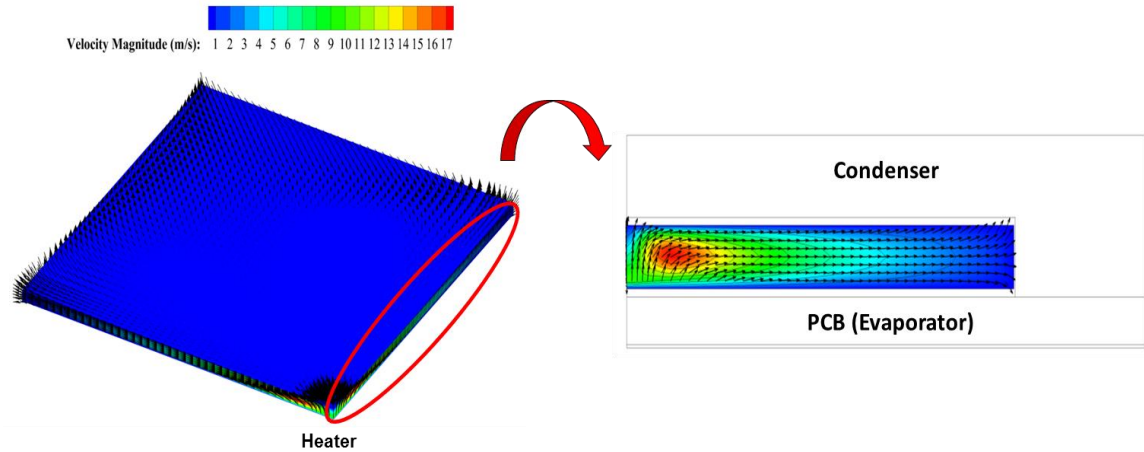 Velocity Magnitude (m/s): 1 2 3 4 5 6 7 8 9 10 11 12 13 14 15 16 17
Condenser
PCB (Evaporator)
Heater